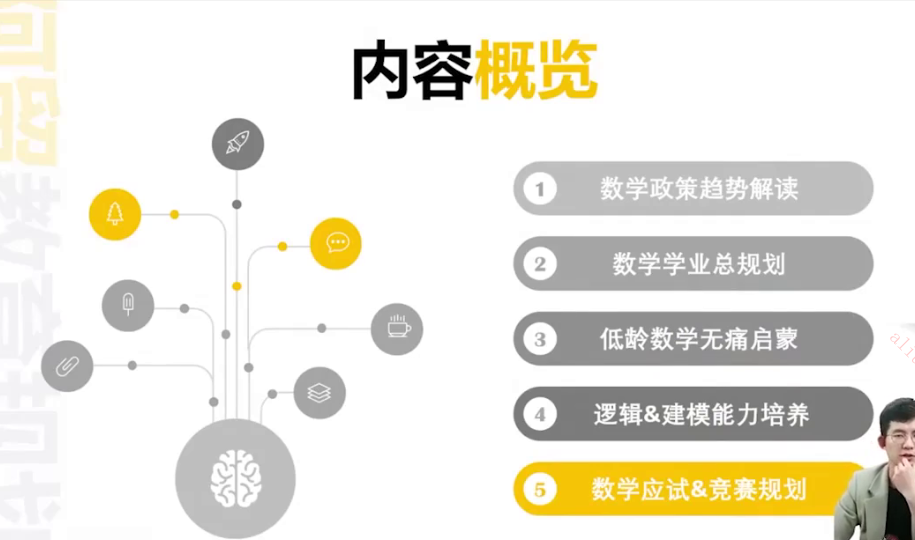 内容概览
1 数学政策趋势解读
2 数学学业总规划
3 低龄数学无痛启蒙
4 逻辑&建模能力培养
5 数学应试&竞赛规划